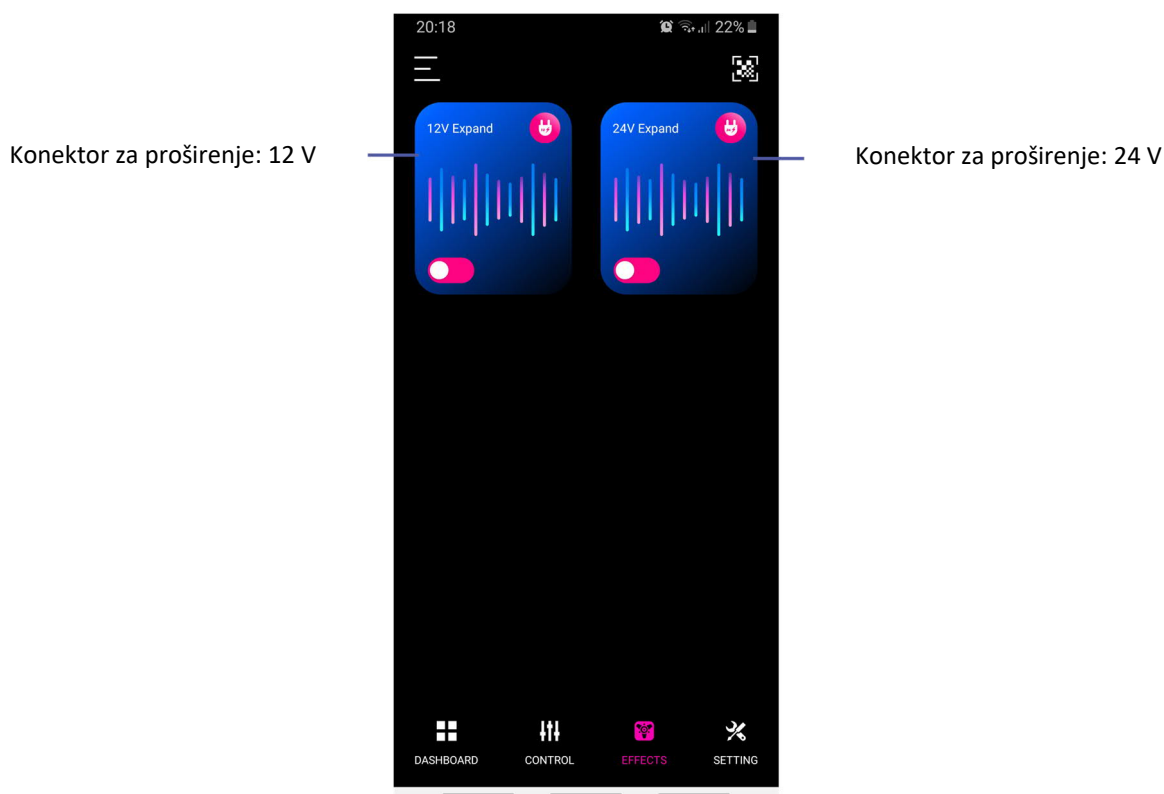 20:18
22%
12V Expand
24V Expand
Konektor za proširenje: 12 V
Konektor za proširenje: 24 V
DASHBOARD
CONTROL
EFFECTS
SETTING